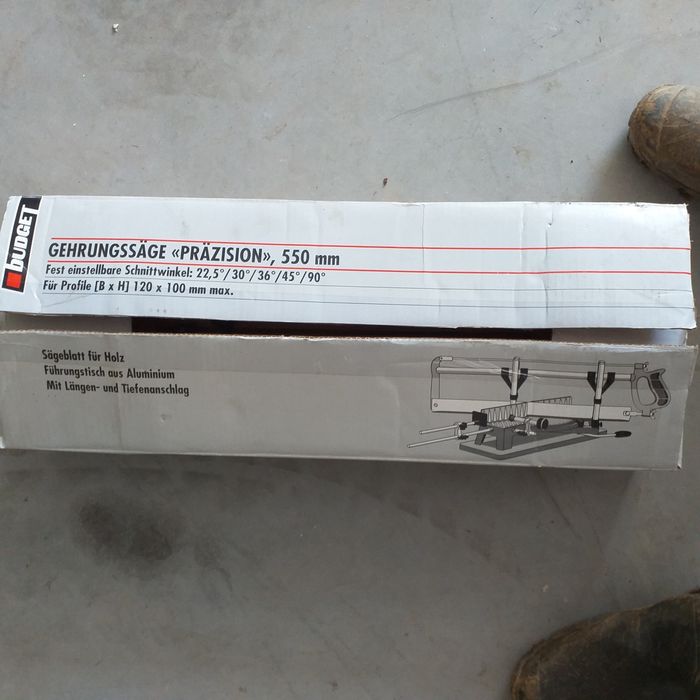 BUDGET
GEHRUNGSSÄGE «PRÄZISION», 550 mm
Fest einstellbare Schnittwinkel: 22,5°/30°/36°/45°/90°
Für Profile [B x H] 120 x 100 mm max.
Sägeblatt für Holz
Führungstisch aus Aluminium
Mit Längen- und Tiefenanschlag